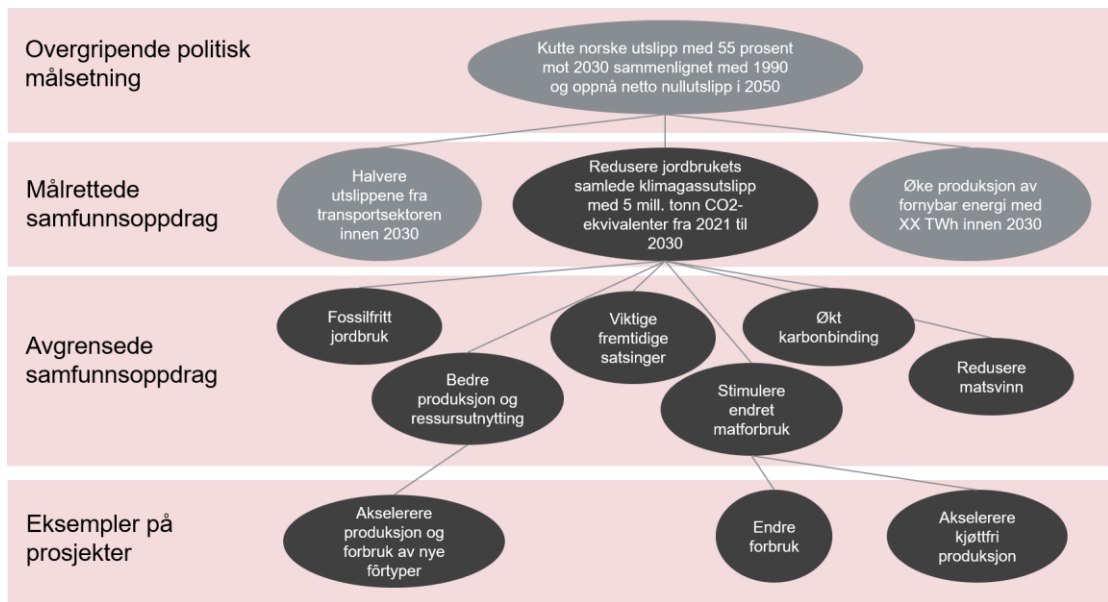 Overgripende politisk
målsetning
Kutte norske utslipp med 55 prosent
mot 2030 sammenlignet med 1990
og oppnå netto nullutslipp i 2050
Målrettede
samfunnsoppdrag
Halvere
utslippene fra
transportsektoren
innen 2030
Redusere jordbrukets
samlede klimagassutslipp
med 5 mill. tonn CO2-
ekvivalenter fra 2021 til
2030
Øke produksjon av
fornybar energi med
XX TWh innen 2030
Avgrensede
samfunnsoppdrag
Fossilfritt
jordbruk
Bedre
produksjon og
ressursutnytting
Viktige
fremtidige
satsinger
Stimulere
endret
matforbruk
Økt
karbonbinding
Redusere
matsvinn
Eksempler på
prosjekter
Akselerere
produksjon og
forbruk av nye
fôrtyper
Endre
forbruk
Akselerere
kjøttfri
produksjon